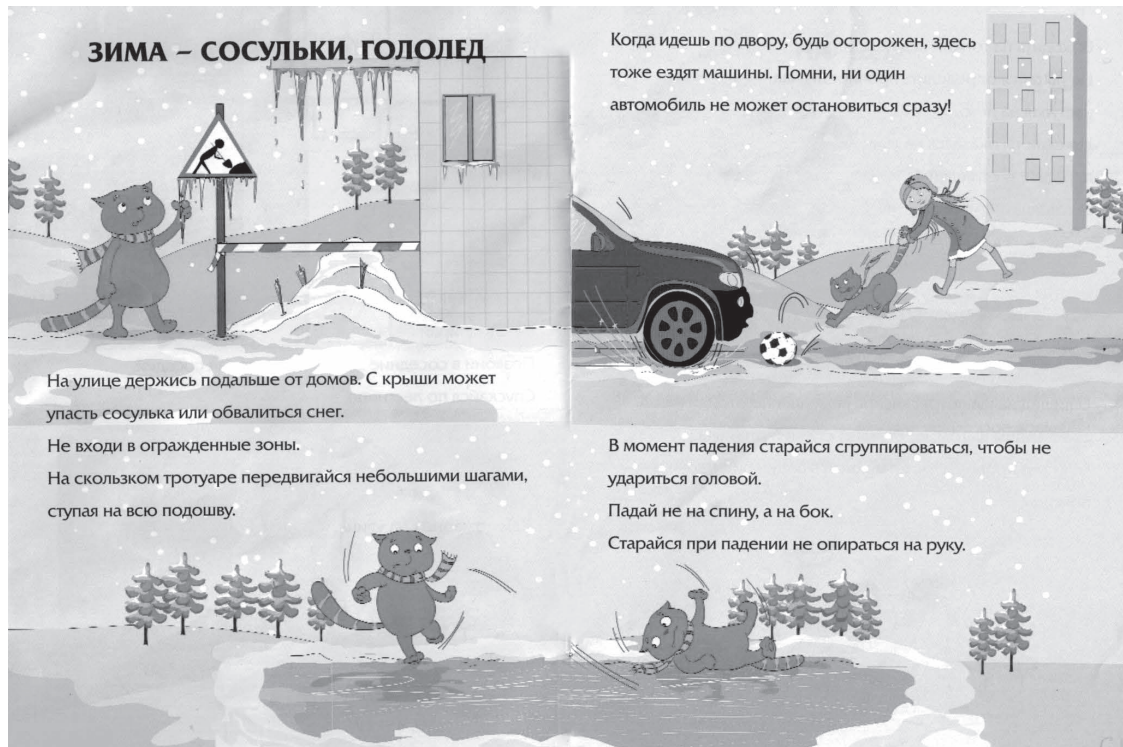 ЗИМА – СОСУЛЬКИ, ГОЛОЛЕД
На улице держись подальше от домов. С крыши может
упасть сосулька или обвалиться снег.
Не входи в огражденные зоны.
На скользком тротуаре передвигайся небольшими шагами,
ступая на всю подошву.
Когда идешь по двору, будь осторожен, здесь
тоже ездят машины. Помни, ни один
автомобиль не может остановиться сразу!
В момент падения старайся сгруппироваться, чтобы не
удариться головой.
Падай не на спину, а на бок.
Старайся при падении не опираться на руку.